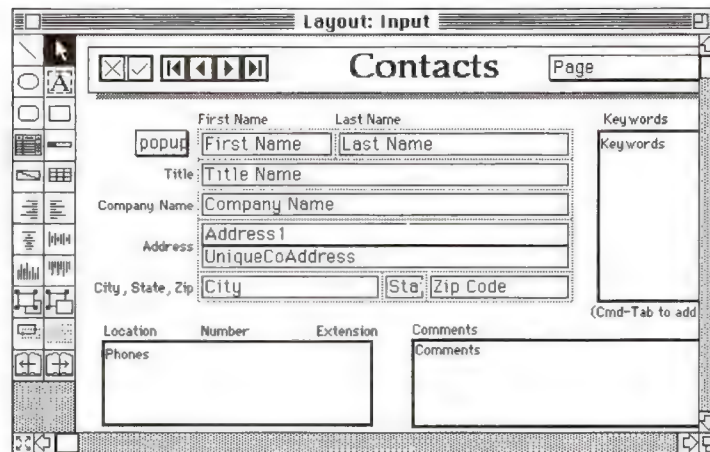 Layout: Input
A
Contacts
Page
First Name Last Name Keywords
popup First Name Last Name Keywords
Title Title Name
Company Name Company Name
Address Address1
UniqueCoAddress
City, State, Zip City Sta Zip Code
(Cmd-Tab to add
Location Number Extension Comments
Phones Comments